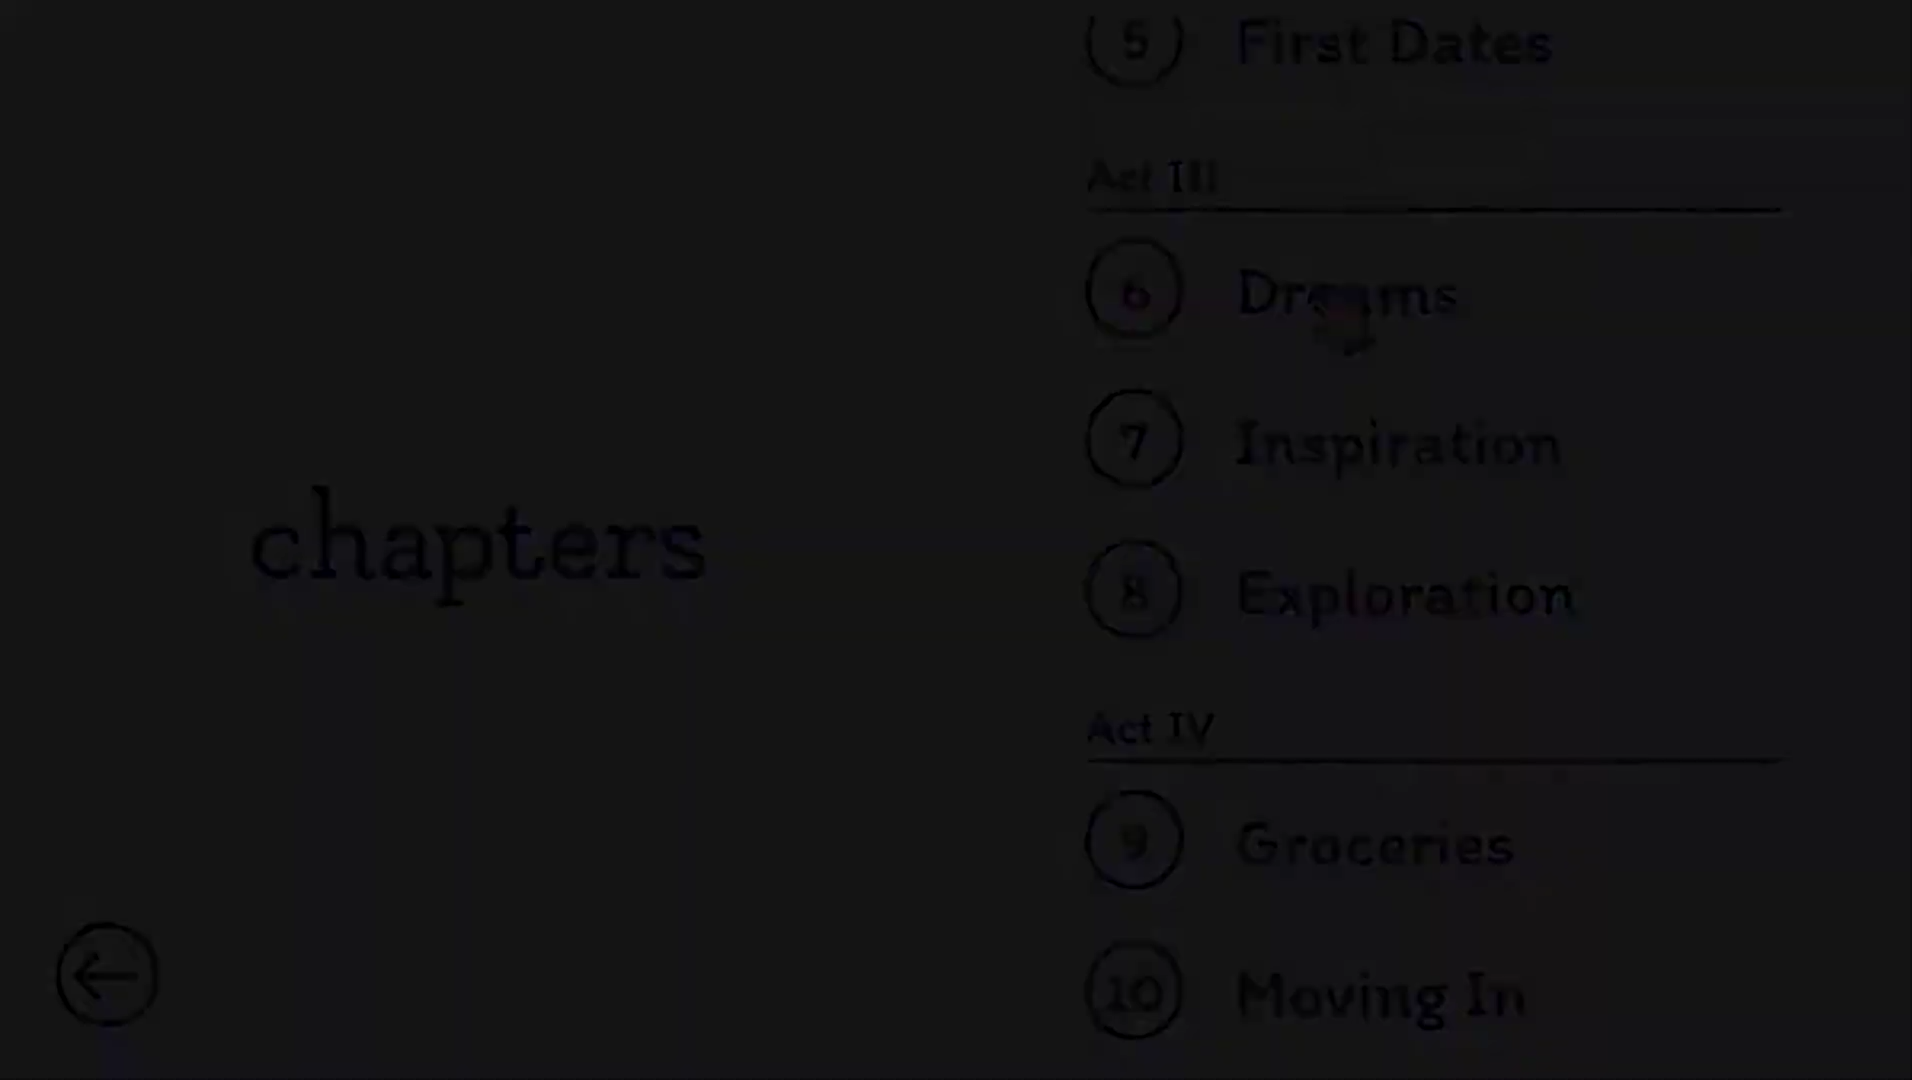 5 First Dates
Act III
6 Dreams
7 Inspiration
8 Exploration
chapters
Act IV
9 Groceries
10 Moving In